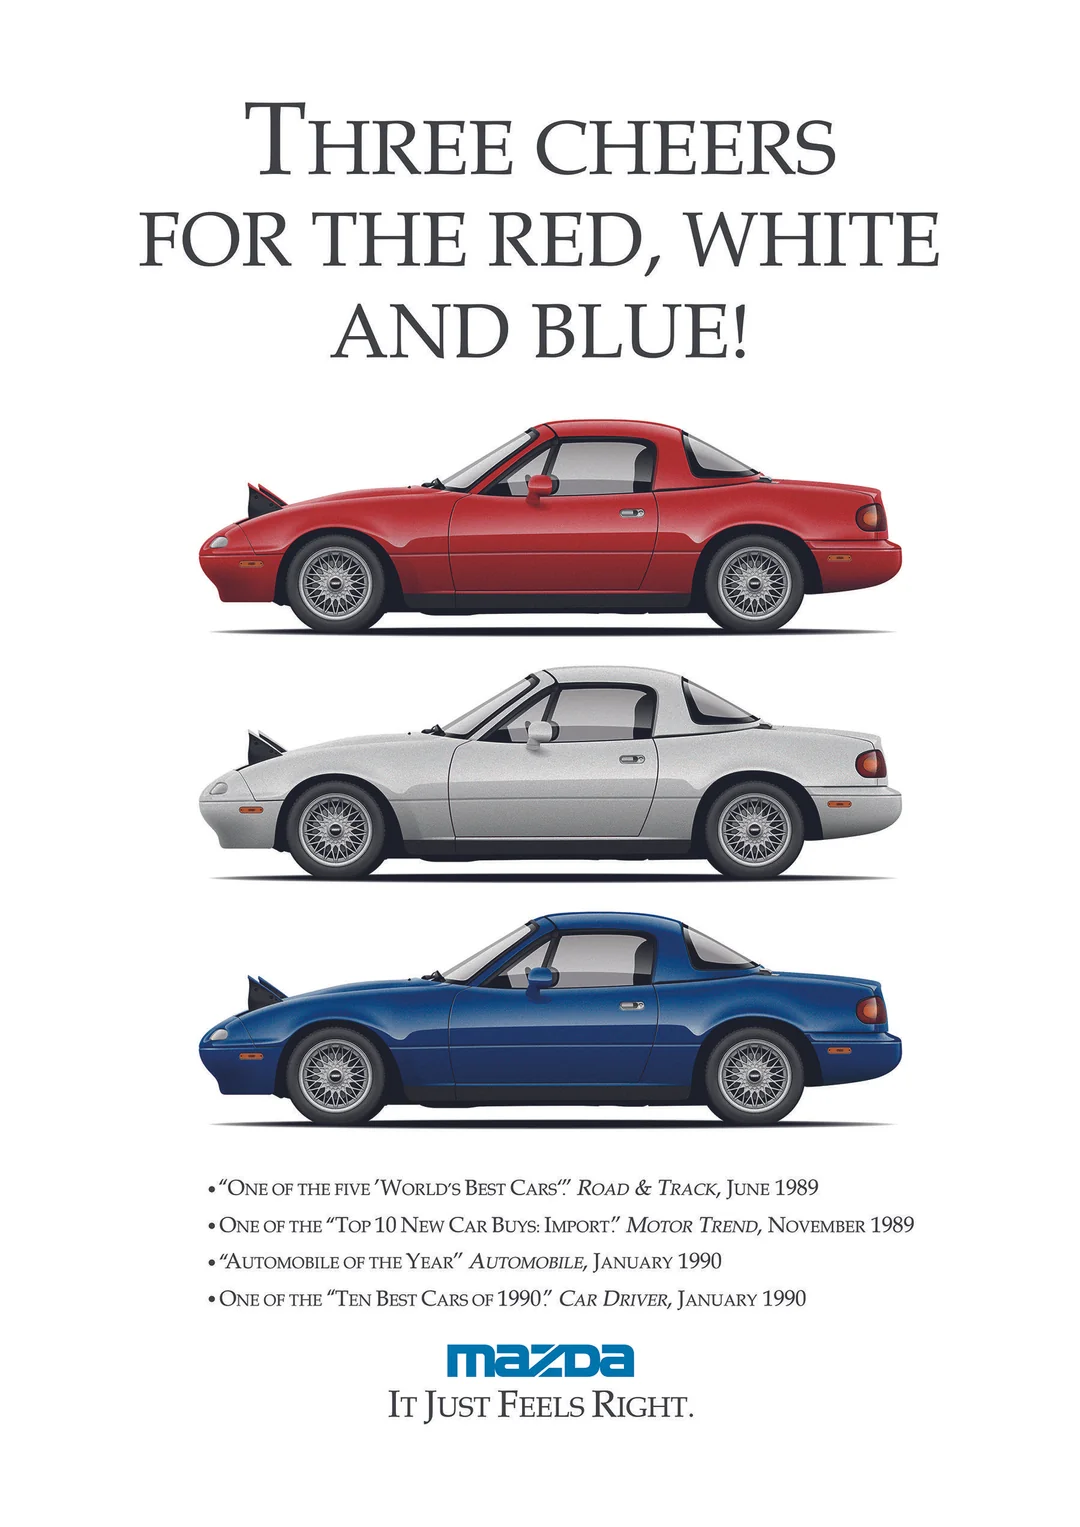 THREE CHEERS
FOR THE RED, WHITE
AND BLUE!
• “ONE OF THE FIVE ’WORLD’S BEST CARS‘.” ROAD & TRACK, JUNE 1989
• ONE OF THE “TOP 10 NEW CAR BUYS: IMPORT.” MOTOR TREND, NOVEMBER 1989
• “AUTOMOBILE OF THE YEAR” AUTOMOBILE, JANUARY 1990
• ONE OF THE “TEN BEST CARS OF 1990.” CAR DRIVER, JANUARY 1990
mazda
IT JUST FEELS RIGHT.